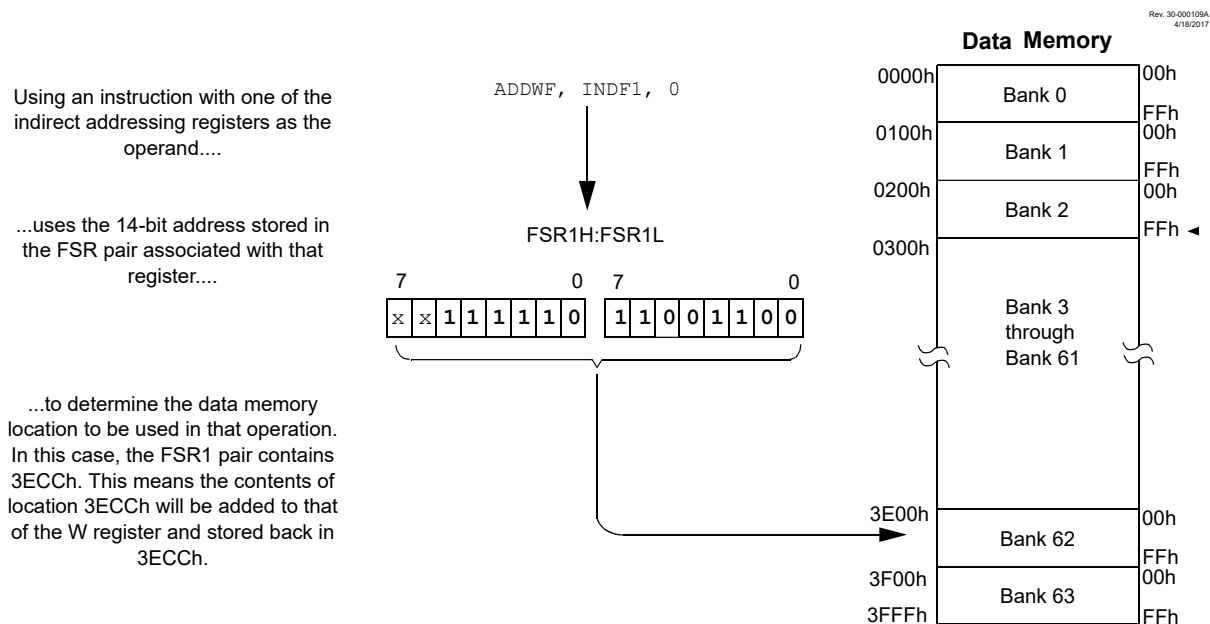 Rev. 30-000109A
4/18/2017
Using an instruction with one of the
indirect addressing registers as the
operand....
...uses the 14-bit address stored in
the FSR pair associated with that
register....
...to determine the data memory
location to be used in that operation.
In this case, the FSR1 pair contains
3ECCh. This means the contents of
location 3ECCh will be added to that
of the W register and stored back in
3ECCh.
ADDWF, INDF1, 0
FSR1H:FSR1L
7 0 7 0
x x 1 1 1 1 1 0 1 1 0 0 1 1 0 0
Data Memory
0000h 00h
Bank 0
FFh
0100h 00h
Bank 1
FFh
0200h 00h
Bank 2
FFh
0300h
Bank 3
through
Bank 61
3E00h 00h
Bank 62
FFh
3F00h 00h
Bank 63
3FFFh FFh